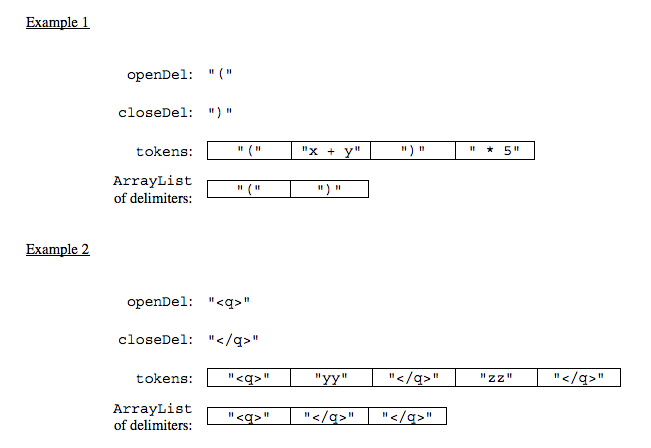 Example 1
openDel: "("
closeDel: ")"
tokens: "(" "x + y" ")" " * 5"
ArrayList
of delimiters: "(" ")"
Example 2
openDel: "<q>"
closeDel: "</q>"
tokens: "<q>" "yy" "</q>" "zz" "</q>"
ArrayList
of delimiters: "<q>" "</q>" "</q>"